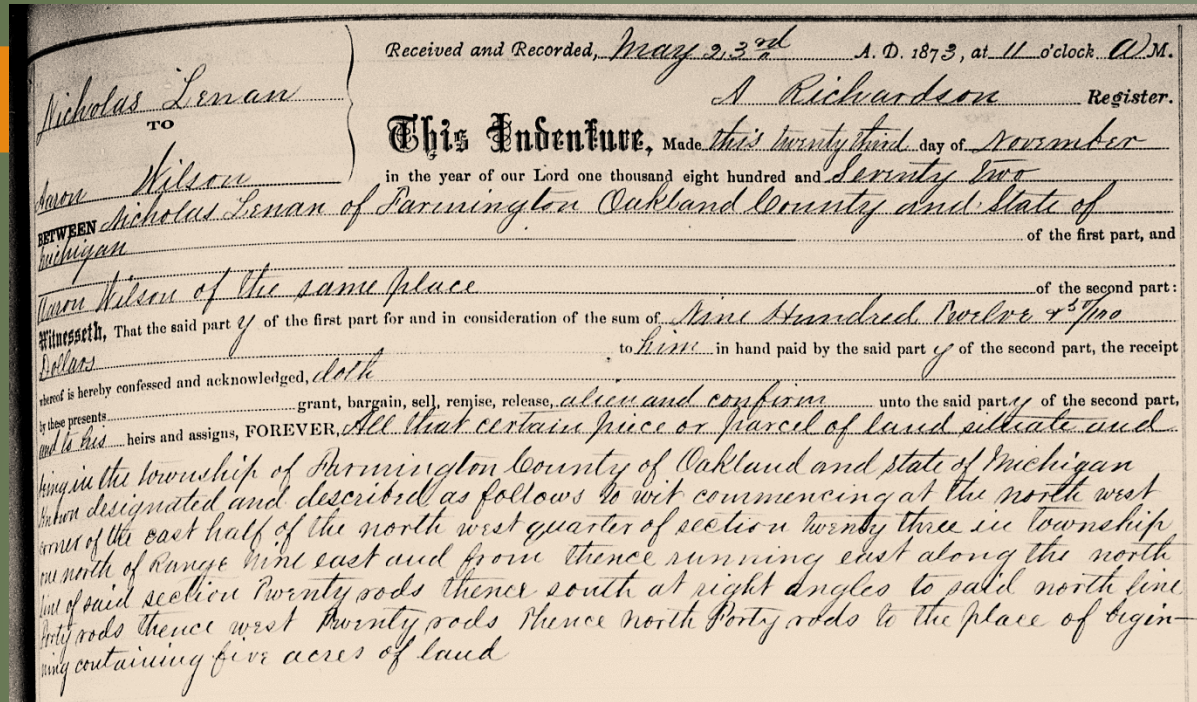 Received and Recorded, May 23rd A. D. 1873, at 11 o'clock A M.
Nicholas Lenan
A Richardson Register.
TO
This Indenture, Made this twenty third day of November
Aaron Wilson
in the year of our Lord one thousand eight hundred and Seventy Two
BETWEEN Nicholas Lenan of Farmington Oakland County and State of
Michigan of the first part, and
Aaron Wilson of the same place of the second part:
Witnesseth, That the said party of the first part for and in consideration of the sum of Nine Hundred Twelve & 50/100
Dollars to him in hand paid by the said party of the second part, the receipt
whereof is hereby confessed and acknowledged, doth
by these presents grant, bargain, sell, remise, release, alien and confirm unto the said party of the second part,
and to his heirs and assigns, FOREVER, All that certain piece or parcel of land situate and
being in the township of Farmington County of Oakland and state of Michigan
known designated and described as follows to wit commencing at the north west
corner of the east half of the north west quarter of section twenty three in township
one north of Range Nine east and from thence running east along the north
line of said section Twenty rods thence south at right angles to said north line
Forty rods thence west Twenty rods Thence north Forty rods to the place of begin-
ning containing five acres of land